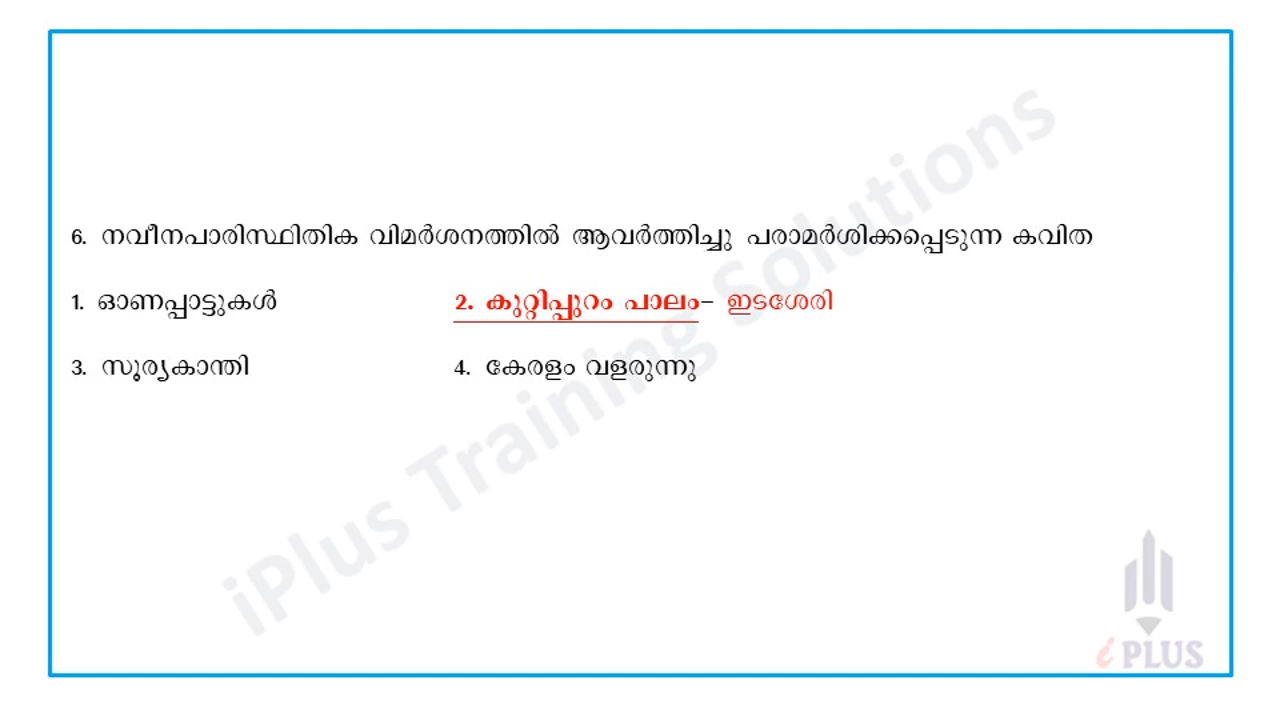 6. നവീനപാരിസ്ഥിതിക വിമർശനത്തിൽ ആവർത്തിച്ചു പരാമർശിക്കപ്പെടുന്ന കവിത
1. ഓണപ്പാട്ടുകൾ 2. കുറ്റിപ്പുറം പാലം– ഇടശേരി
3. സൂര്യകാന്തി 4. കേരളം വളരുന്നു
iPlus Training Solutions
iPLUS